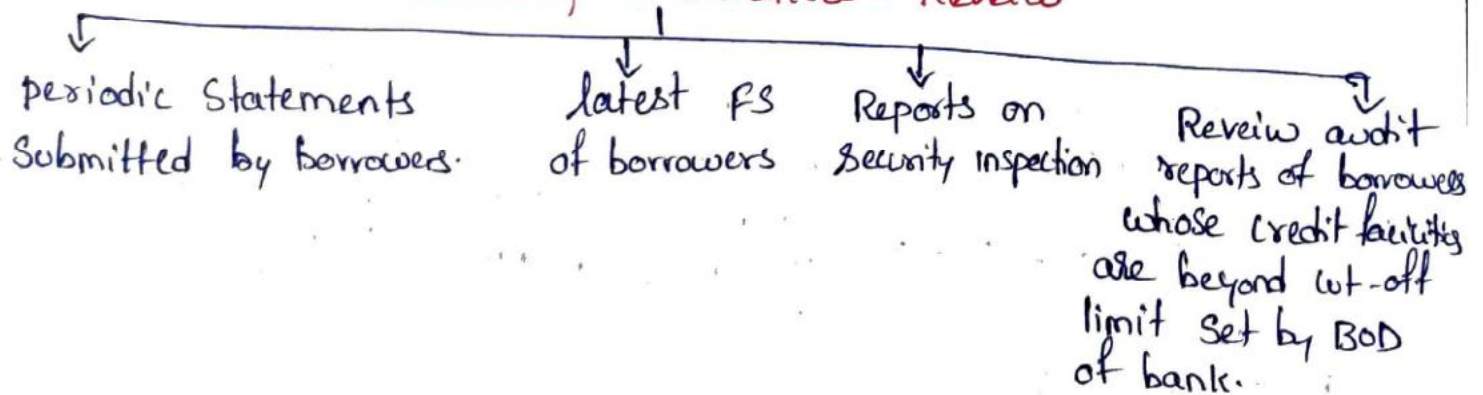 Review
periodic Statements
Submitted by borrowers.
latest FS
of borrowers
Reports on
Security inspection
Reveiw audit
reports of borrowers
whose credit facilities
are beyond cut-off
limit set by BOD
of bank.